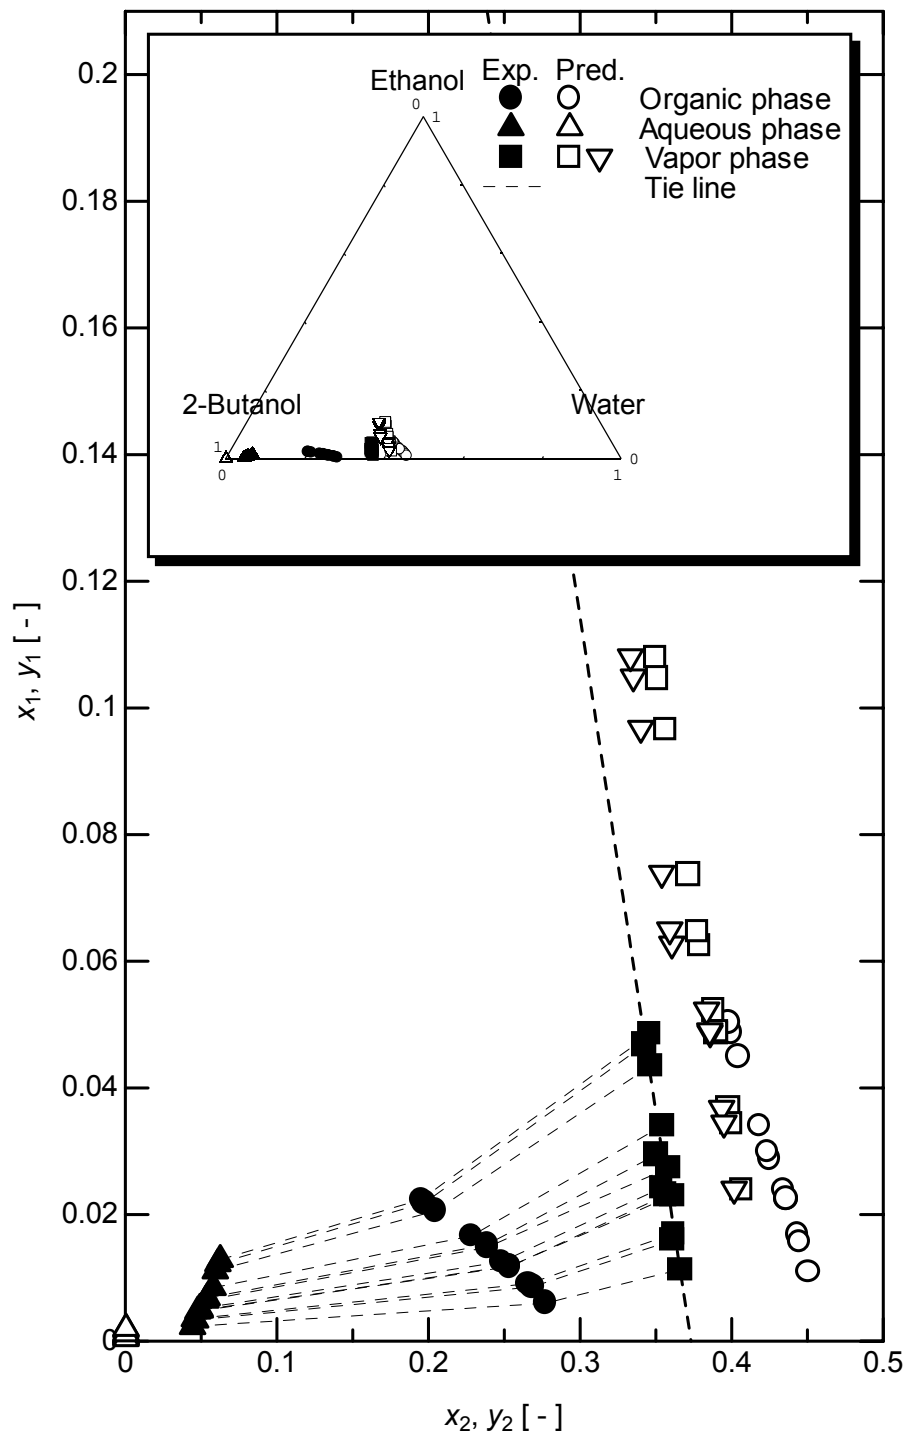 0.2
0.18
0.16
0.14
0.12
0.1
0.08
0.06
0.04
0.02
0
x1, y1 [ - ]
Exp. Pred.
Organic phase
Aqueous phase
Vapor phase
Tie line
Ethanol
0 1
2-Butanol
Water
1 0
0 1
0 0.1 0.2 0.3 0.4 0.5
x2, y2 [ - ]